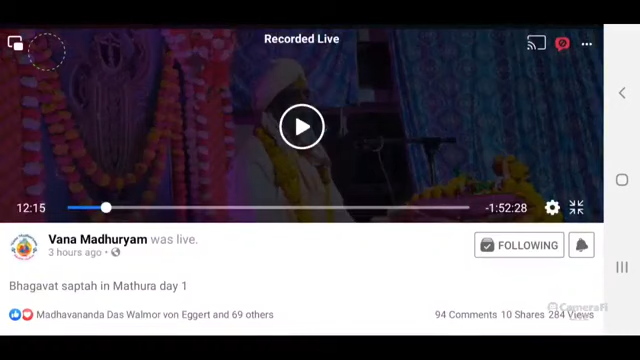 Recorded Live
12:15
-1:52:28
Vana Madhuryam was live.
FOLLOWING
3 hours ago
Bhagavat saptah in Mathura day 1
CameraFi
Madhavananda Das Walmor von Eggert and 69 others
94 Comments 10 Shares 284 Views